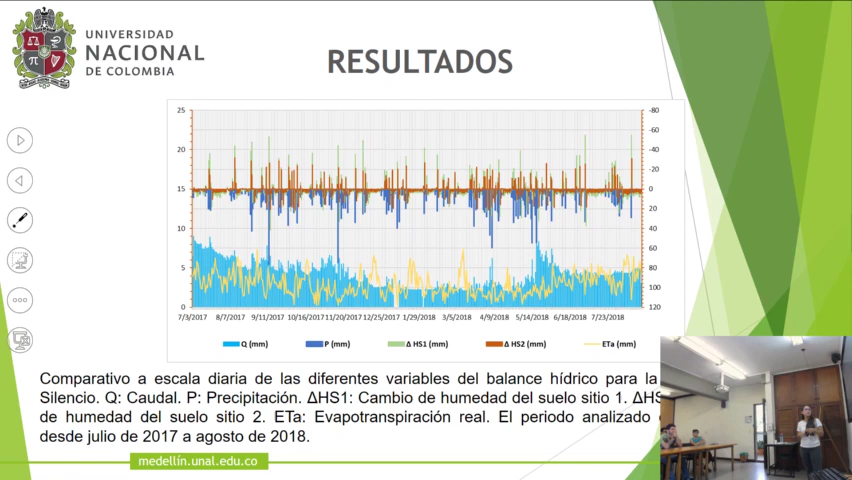 UNIVERSIDAD
NACIONAL
DE COLOMBIA
RESULTADOS
25
20
15
10
5
0
-80
-60
-40
-20
0
20
40
60
80
100
120
7/3/2017 8/7/2017 9/11/2017 10/16/2017 11/20/2017 12/25/2017 1/29/2018 3/5/2018 4/9/2018 5/14/2018 6/18/2018 7/23/2018
Q (mm) P (mm) Δ HS1 (mm) Δ HS2 (mm) ETa (mm)
Comparativo a escala diaria de las diferentes variables del balance hídrico para la
Silencio. Q: Caudal. P: Precipitación. ΔHS1: Cambio de humedad del suelo sitio 1. ΔHS
de humedad del suelo sitio 2. ETa: Evapotranspiración real. El periodo analizado
desde julio de 2017 a agosto de 2018.
medellín.unal.edu.co